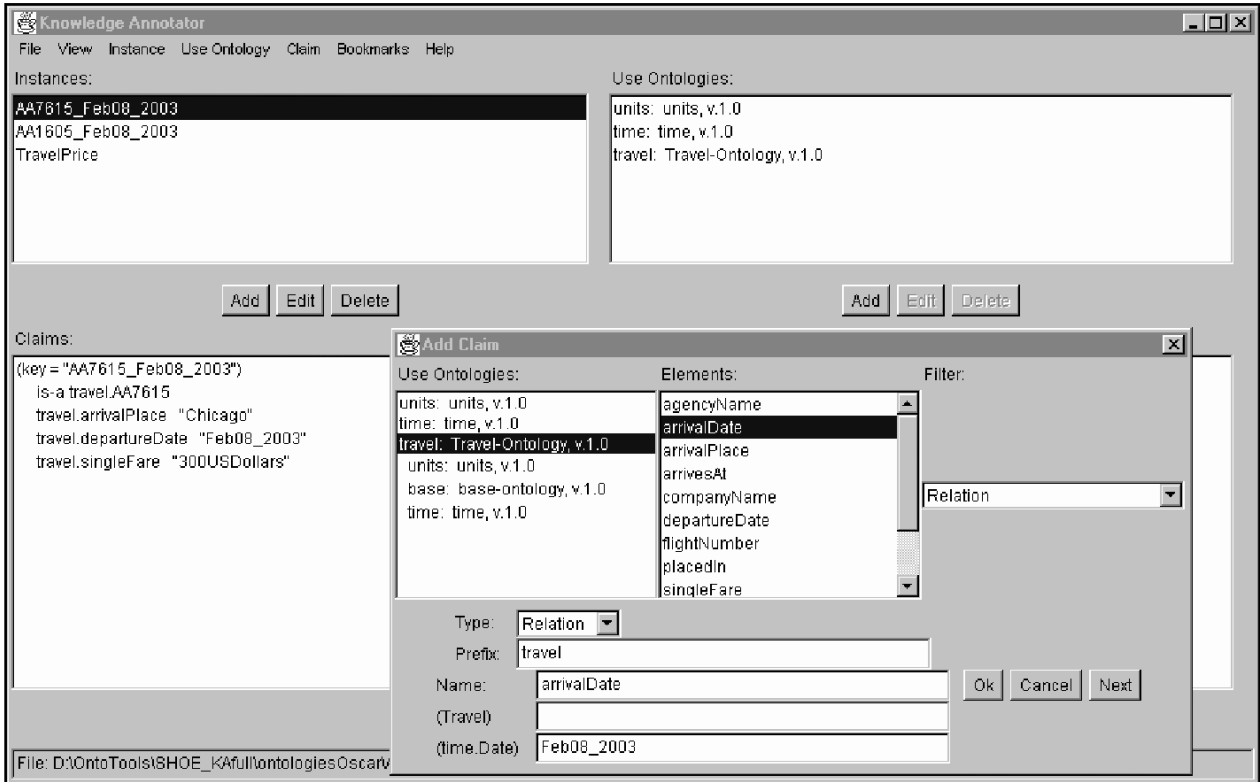 Knowledge Annotator
File View Instance Use Ontology Claim Bookmarks Help
Instances:
AA7615_Feb08_2003
AA1605_Feb08_2003
TravelPrice
Use Ontologies:
units: units, v.1.0
time: time, v.1.0
travel: Travel-Ontology, v.1.0
Add Edit Delete
Add Edit Delete
Claims:
(key = "AA7615_Feb08_2003")
is-a travel.AA7615
travel.arrivalPlace "Chicago"
travel.departureDate "Feb08_2003"
travel.singleFare "300USDollars"
Add Claim
Use Ontologies:
units: units, v.1.0
time: time, v.1.0
travel: Travel-Ontology, v.1.0
units: units, v.1.0
base: base-ontology, v.1.0
time: time, v.1.0
Elements:
agencyName
arrivalDate
arrivalPlace
arrivesAt
companyName
departureDate
flightNumber
placedIn
singleFare
Filter:
Relation
Type: Relation
Prefix: travel
Name: arrivalDate
(Travel)
(time.Date) Feb08_2003
Ok Cancel Next
File: D:\OntoTools\SHOE_KAfull\ontologiesOscar\